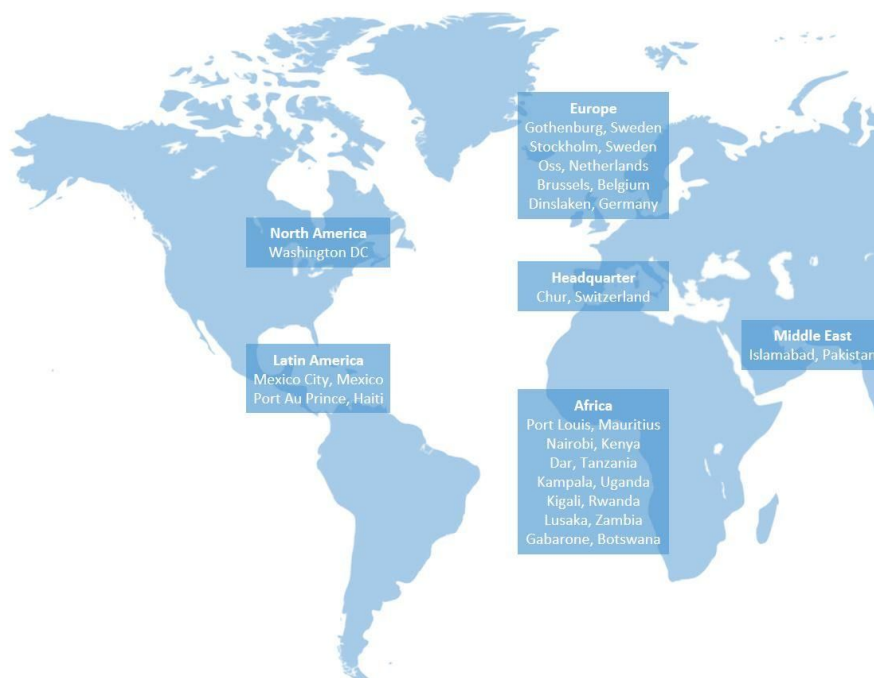 Europe
Gothenburg, Sweden
Stockholm, Sweden
Oss, Netherlands
Brussels, Belgium
Dinslaken, Germany
North America
Washington DC
Headquarter
Chur, Switzerland
Middle East
Islamabad, Pakistan
Latin America
Mexico City, Mexico
Port Au Prince, Haiti
Africa
Port Louis, Mauritius
Nairobi, Kenya
Dar, Tanzania
Kampala, Uganda
Kigali, Rwanda
Lusaka, Zambia
Gabarone, Botswana